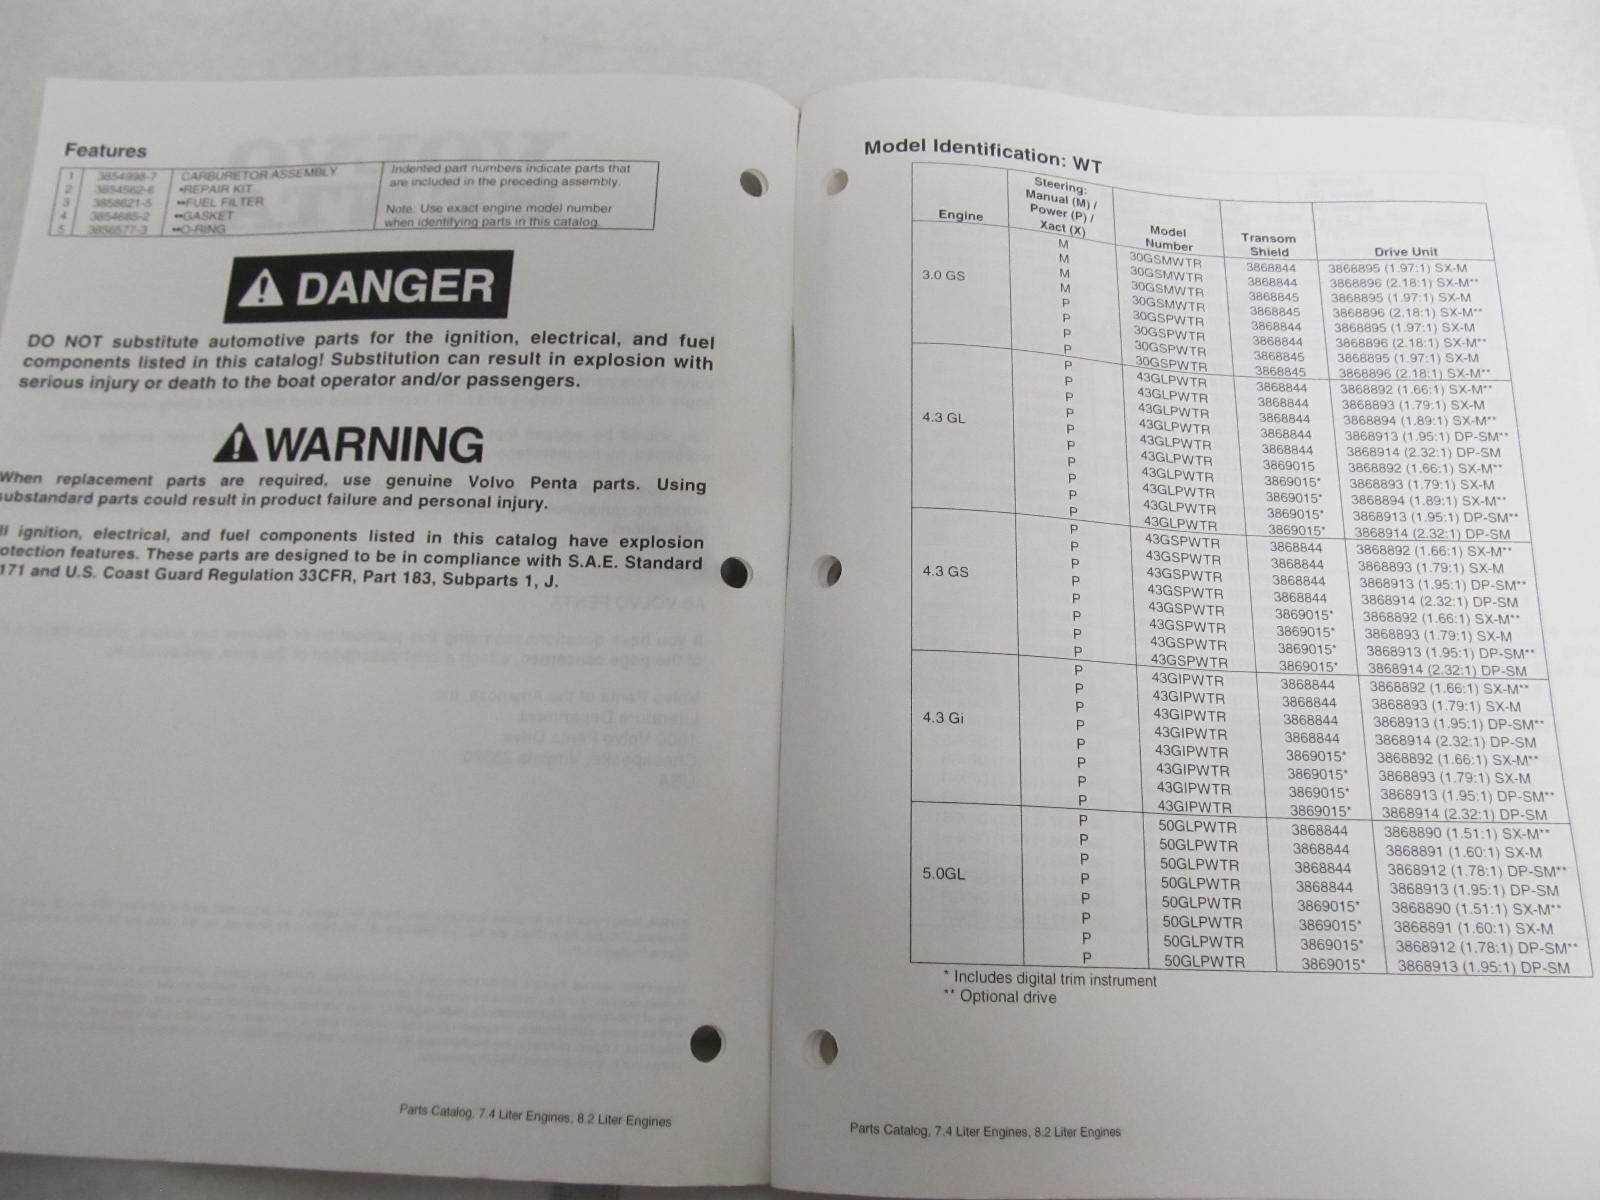 Features
1 3854998-7 CARBURETOR ASSEMBLY
2 3854562-6 •REPAIR KIT
3 3858621-5 ••FUEL FILTER
4 3854685-2 ••GASKET
5 3856577-3 ••O-RING
Indented part numbers indicate parts that
are included in the preceding assembly.
Note: Use exact engine model number
when identifying parts in this catalog.
DANGER
DO NOT substitute automotive parts for the ignition, electrical, and fuel
components listed in this catalog! Substitution can result in explosion with
serious injury or death to the boat operator and/or passengers.
WARNING
When replacement parts are required, use genuine Volvo Penta parts. Using
substandard parts could result in product failure and personal injury.
ll ignition, electrical, and fuel components listed in this catalog have explosion
otection features. These parts are designed to be in compliance with S.A.E. Standard
171 and U.S. Coast Guard Regulation 33CFR, Part 183, Subparts 1, J.
Parts Catalog, 7.4 Liter Engines, 8.2 Liter Engines
Model Identification: WT
Engine Steering: Manual (M) / Power (P) / Xact (X) Model Number Transom Shield Drive Unit
3.0 GS
M 30GSMWTR 3868844 3868895 (1.97:1) SX-M
M 30GSMWTR 3868844 3868896 (2.18:1) SX-M**
M 30GSMWTR 3868845 3868895 (1.97:1) SX-M
M 30GSMWTR 3868845 3868896 (2.18:1) SX-M**
P 30GSPWTR 3868844 3868895 (1.97:1) SX-M
P 30GSPWTR 3868844 3868896 (2.18:1) SX-M**
P 30GSPWTR 3868845 3868895 (1.97:1) SX-M
P 30GSPWTR 3868845 3868896 (2.18:1) SX-M**
4.3 GL
P 43GLPWTR 3868844 3868892 (1.66:1) SX-M**
P 43GLPWTR 3868844 3868893 (1.79:1) SX-M
P 43GLPWTR 3868844 3868894 (1.89:1) SX-M**
P 43GLPWTR 3868844 3868913 (1.95:1) DP-SM**
P 43GLPWTR 3868844 3868914 (2.32:1) DP-SM
P 43GLPWTR 3869015 3868892 (1.66:1) SX-M**
P 43GLPWTR 3869015* 3868893 (1.79:1) SX-M
P 43GLPWTR 3869015* 3868894 (1.89:1) SX-M**
P 43GLPWTR 3869015* 3868913 (1.95:1) DP-SM**
P 43GLPWTR 3869015* 3868914 (2.32:1) DP-SM
4.3 GS
P 43GSPWTR 3868844 3868892 (1.66:1) SX-M**
P 43GSPWTR 3868844 3868893 (1.79:1) SX-M
P 43GSPWTR 3868844 3868913 (1.95:1) DP-SM**
P 43GSPWTR 3868844 3868914 (2.32:1) DP-SM
P 43GSPWTR 3869015* 3868892 (1.66:1) SX-M**
P 43GSPWTR 3869015* 3868893 (1.79:1) SX-M
P 43GSPWTR 3869015* 3868913 (1.95:1) DP-SM**
P 43GSPWTR 3869015* 3868914 (2.32:1) DP-SM
4.3 Gi
P 43GIPWTR 3868844 3868892 (1.66:1) SX-M**
P 43GIPWTR 3868844 3868893 (1.79:1) SX-M
P 43GIPWTR 3868844 3868913 (1.95:1) DP-SM**
P 43GIPWTR 3868844 3868914 (2.32:1) DP-SM
P 43GIPWTR 3869015* 3868892 (1.66:1) SX-M**
P 43GIPWTR 3869015* 3868893 (1.79:1) SX-M
P 43GIPWTR 3869015* 3868913 (1.95:1) DP-SM**
P 43GIPWTR 3869015* 3868914 (2.32:1) DP-SM
5.0GL
P 50GLPWTR 3868844 3868890 (1.51:1) SX-M**
P 50GLPWTR 3868844 3868891 (1.60:1) SX-M
P 50GLPWTR 3868844 3868912 (1.78:1) DP-SM**
P 50GLPWTR 3868844 3868913 (1.95:1) DP-SM
P 50GLPWTR 3869015* 3868890 (1.51:1) SX-M**
P 50GLPWTR 3869015* 3868891 (1.60:1) SX-M
P 50GLPWTR 3869015* 3868912 (1.78:1) DP-SM**
P 50GLPWTR 3869015* 3868913 (1.95:1) DP-SM
* Includes digital trim instrument
** Optional drive
Parts Catalog, 7.4 Liter Engines, 8.2 Liter Engines